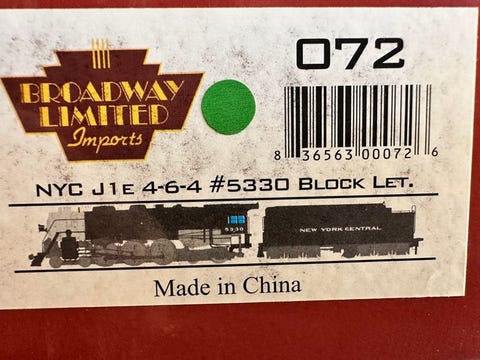 BROADWAY
LIMITED
Imports
072
8 36563 00072 6
NYC J1E 4-6-4 #5330 BLOCK LET.
5330
NEW YORK CENTRAL
Made in China